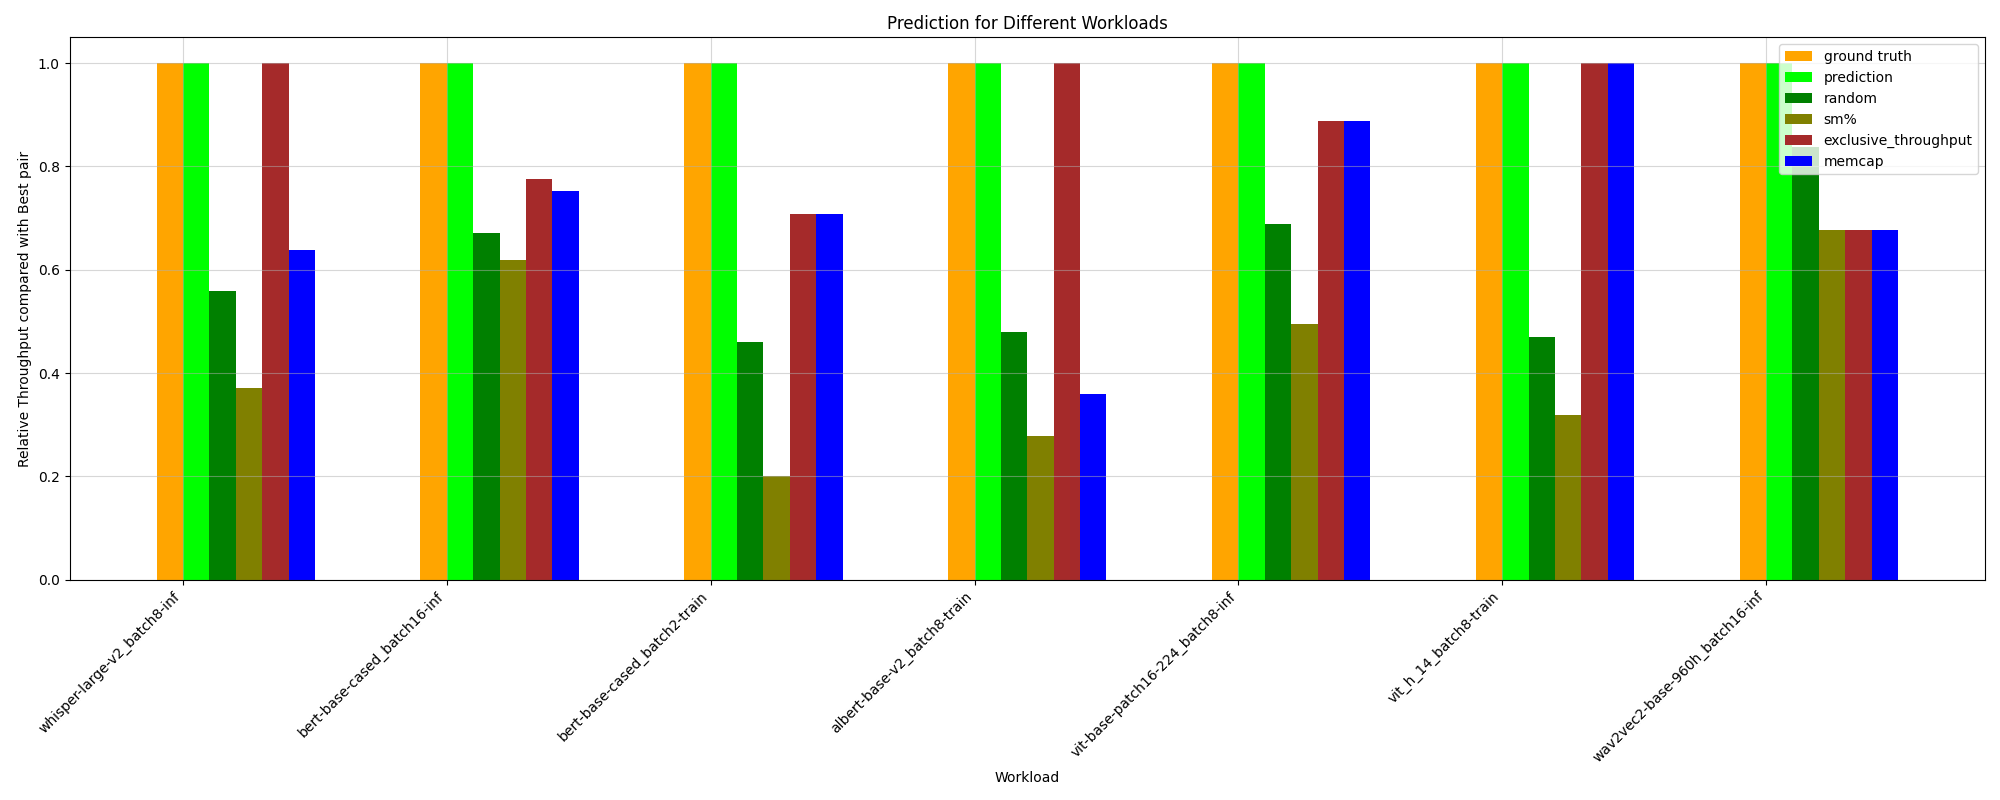 Prediction for Different Workloads
Relative Throughput compared with Best pair
1.0
0.8
0.6
0.4
0.2
0.0
ground truth
prediction
random
sm%
exclusive_throughput
memcap
whisper-large-v2_batch8-inf
bert-base-cased_batch16-inf
bert-base-cased_batch2-train
albert-base-v2_batch8-train
vit-base-patch16-224_batch8-inf
vit_h_14_batch8-train
wav2vec2-base-960h_batch16-inf
Workload